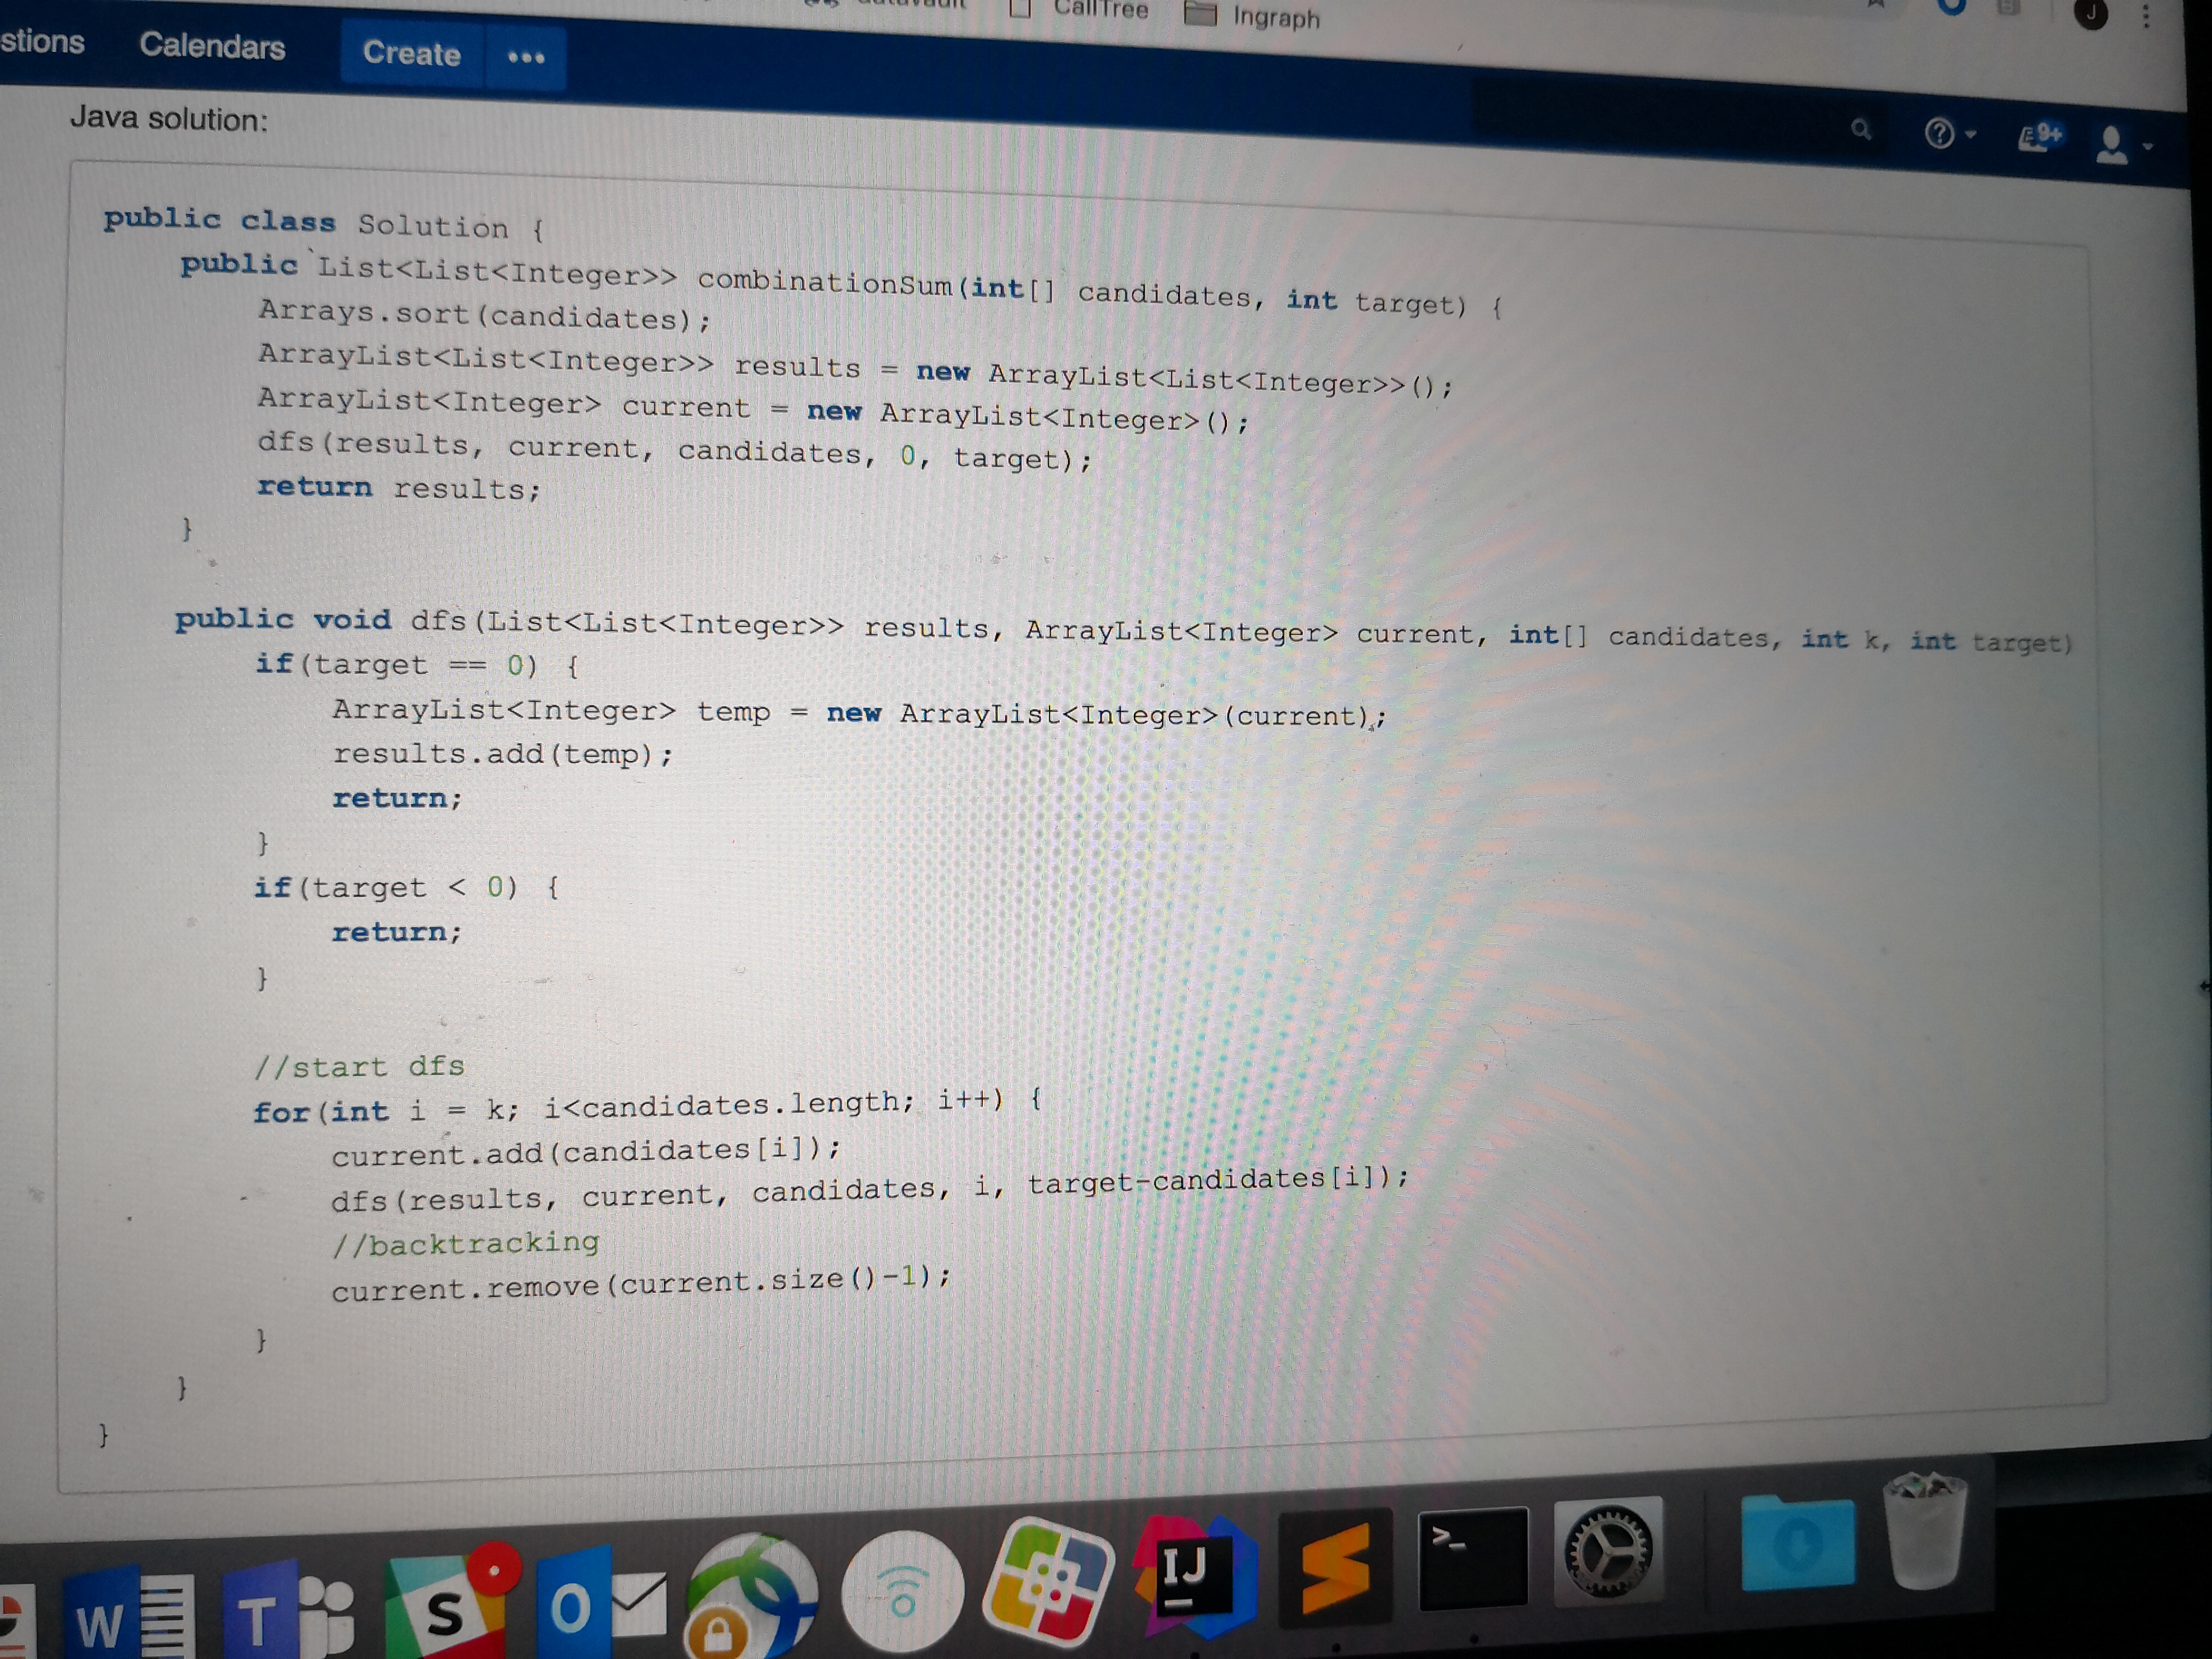 CallTree Ingraph
stions Calendars Create •••
9+
Java solution:
public class Solution {
public List<List<Integer>> combinationSum(int[] candidates, int target) {
Arrays.sort(candidates);
ArrayList<List<Integer>> results = new ArrayList<List<Integer>>();
ArrayList<Integer> current = new ArrayList<Integer>();
dfs(results, current, candidates, 0, target);
return results;
}
public void dfs(List<List<Integer>> results, ArrayList<Integer> current, int[] candidates, int k, int target)
if(target == 0) {
ArrayList<Integer> temp = new ArrayList<Integer>(current);
results.add(temp);
return;
}
if(target < 0) {
return;
}
//start dfs
for(int i = k; i<candidates.length; i++) {
current.add(candidates[i]);
dfs(results, current, candidates, i, target-candidates[i]);
//backtracking
current.remove(current.size()-1);
}
}
}
W T S O IJ >_